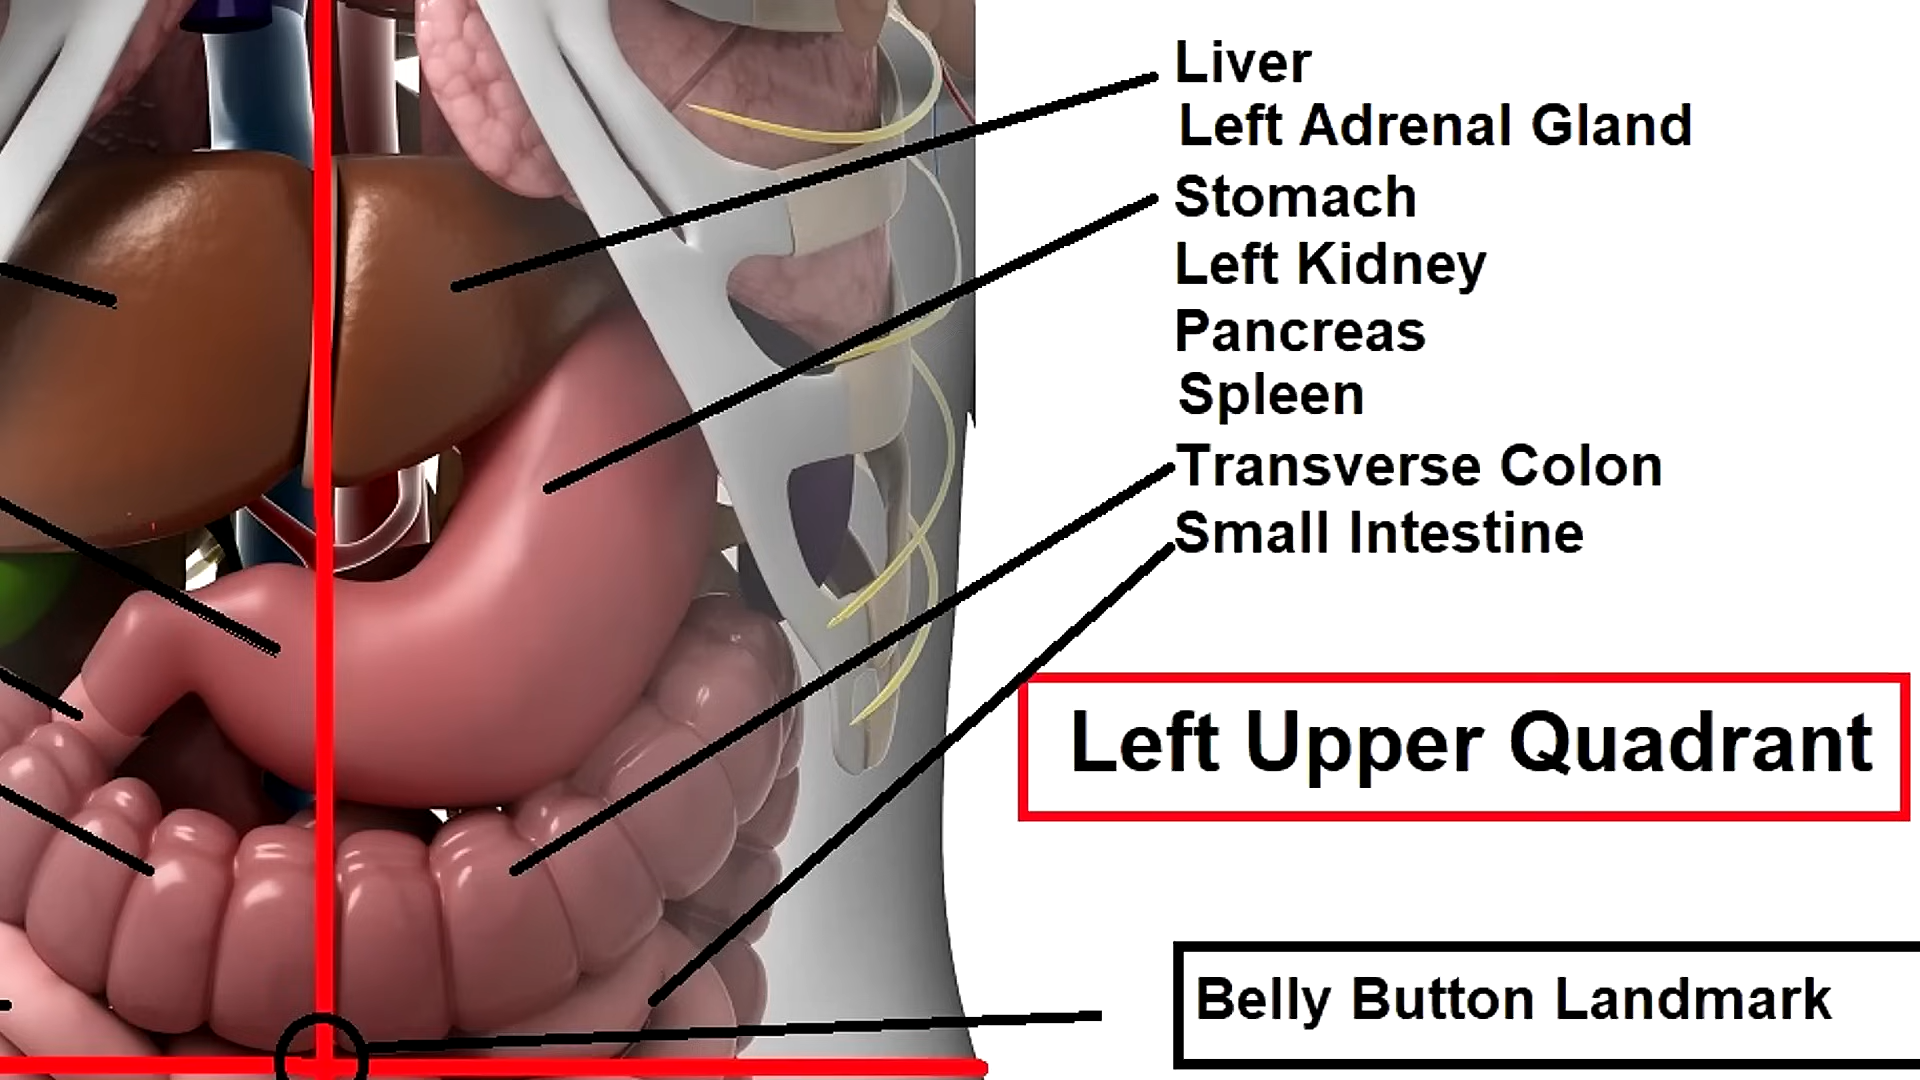 Liver
Left Adrenal Gland
Stomach
Left Kidney
Pancreas
Spleen
Transverse Colon
Small Intestine
Left Upper Quadrant
Belly Button Landmark